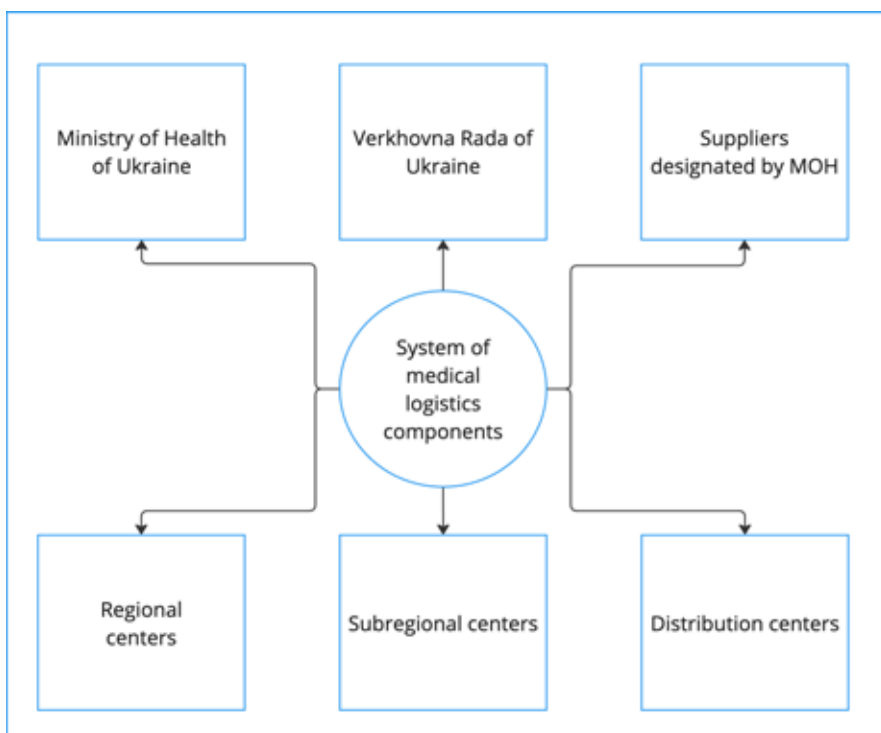 Ministry of Health
of Ukraine
Verkhovna Rada of
Ukraine
Suppliers
designated by MOH
System of
medical
logistics
components
Regional
centers
Subregional centers
Distribution centers